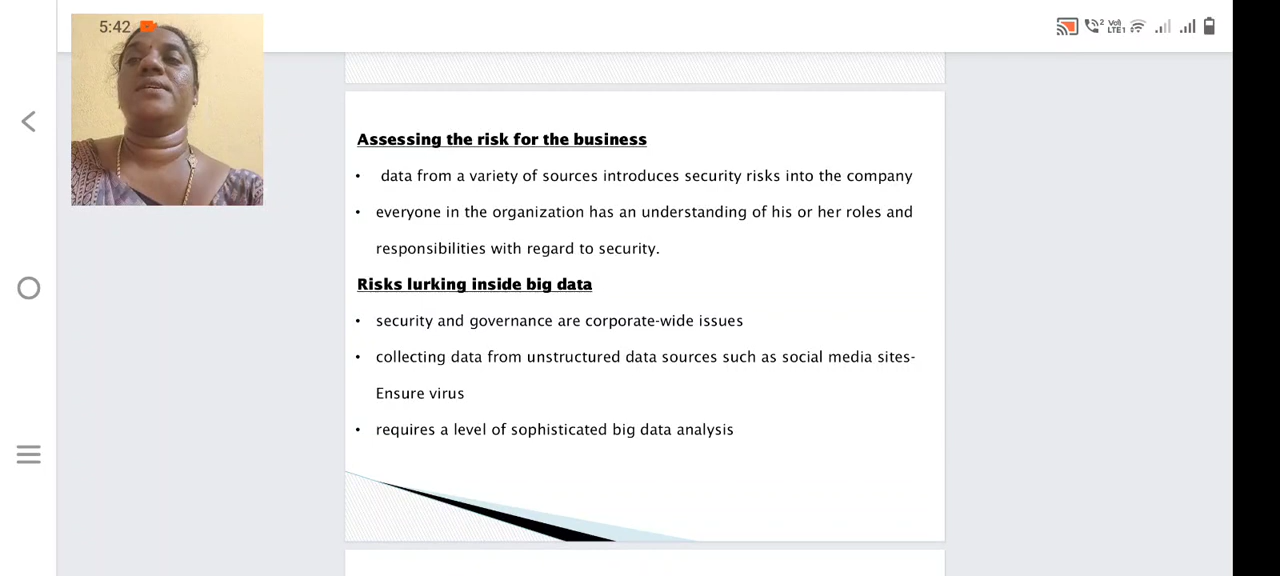 5:42
2
Vo)
LTE1
Assessing the risk for the business
• data from a variety of sources introduces security risks into the company
• everyone in the organization has an understanding of his or her roles and
responsibilities with regard to security.
Risks lurking inside big data
• security and governance are corporate-wide issues
• collecting data from unstructured data sources such as social media sites-
Ensure virus
• requires a level of sophisticated big data analysis